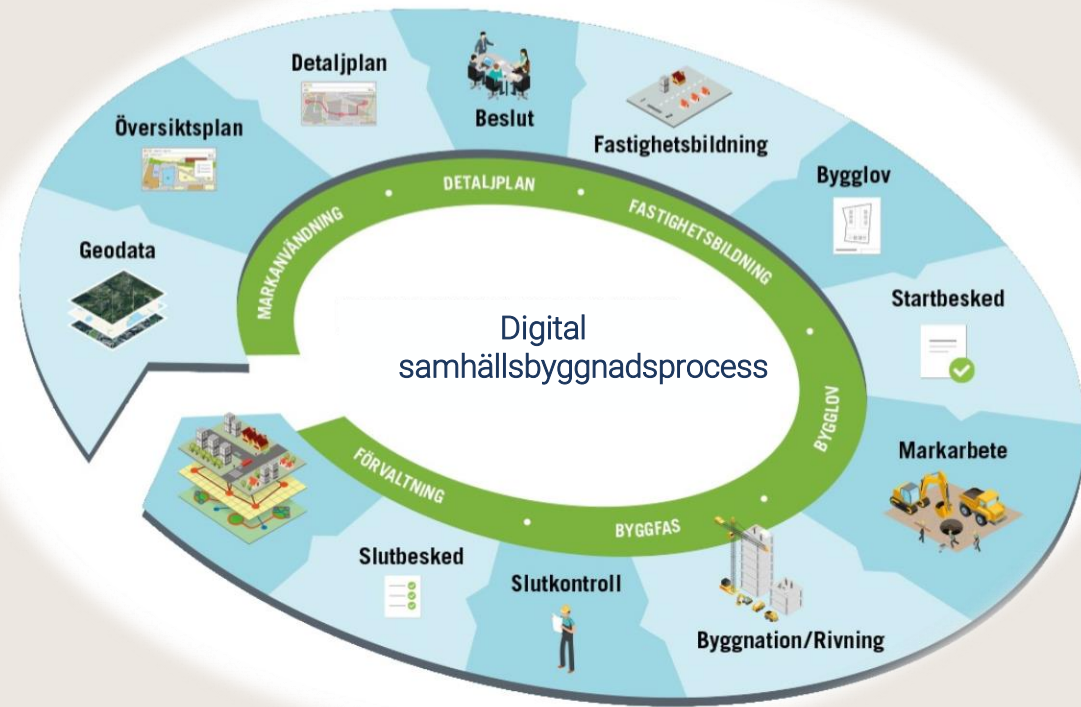 Geodata
Översiktsplan
Detaljplan
Beslut
Fastighetsbildning
Bygglov
Startbesked
Markarbete
Byggnation/Rivning
Slutkontroll
Slutbesked
MARKANVÄNDNING
DETALJPLAN
FASTIGHETSBILDNING
BYGGLOV
BYGGFAS
FÖRVALTNING
Digital
samhällsbyggnadsprocess